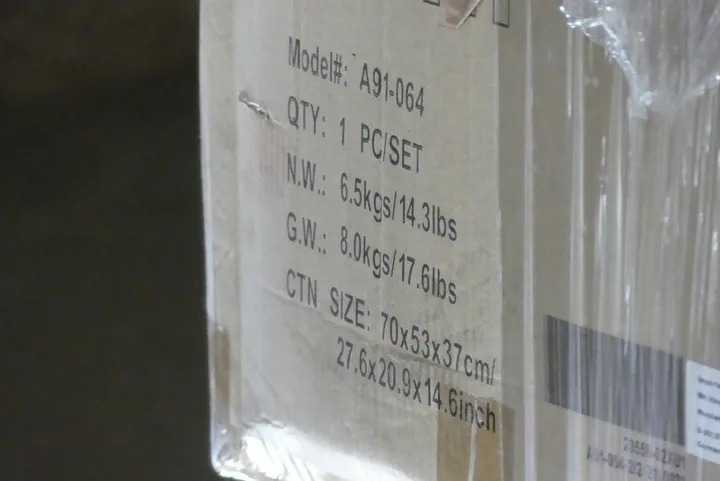 Model#: A91-064
QTY: 1 PC/SET
N.W.: 6.5kgs/14.3lbs
G.W.: 8.0kgs/17.6lbs
CTN SIZE: 70x53x37cm/
27.6x20.9x14.6inch